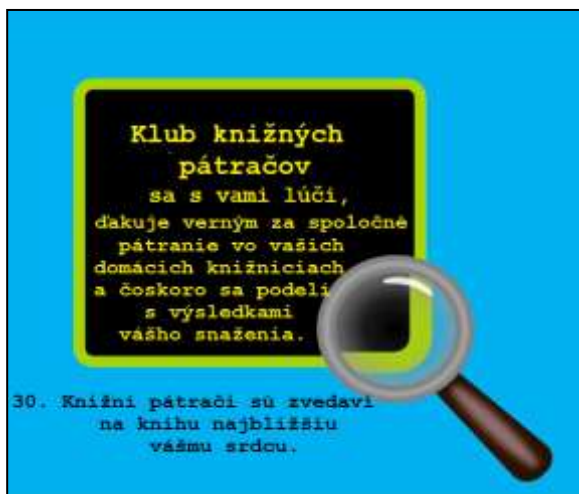 Klub knižných
pátračov
sa s vami lúči,
ďakuje verným za spoločné
pátranie vo vašich
domácich knižniciach
a čoskoro sa podelí
s výsledkami
vášho snaženia.
30. Knižní pátrači sú zvedaví
na knihu najbližšiu
vášmu srdcu.